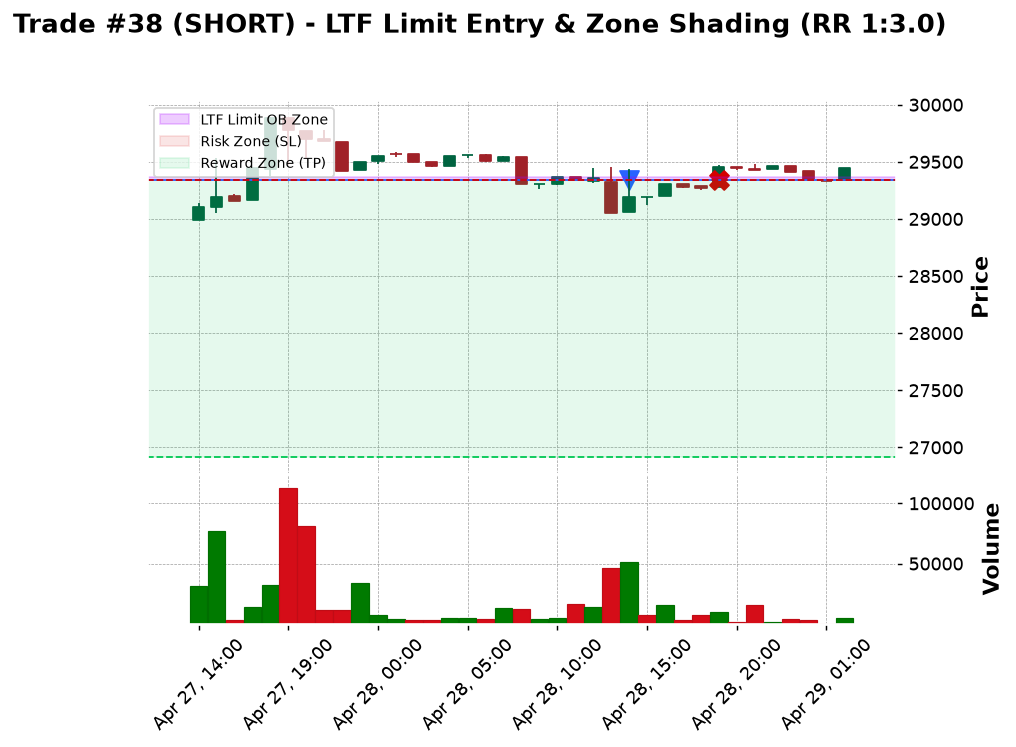 Trade #38 (SHORT) - LTF Limit Entry & Zone Shading (RR 1:3.0)
LTF Limit OB Zone
Risk Zone (SL)
Reward Zone (TP)
30000
29500
29000
28500
28000
27500
27000
Price
100000
50000
Volume
Apr 27, 14:00
Apr 27, 19:00
Apr 28, 00:00
Apr 28, 05:00
Apr 28, 10:00
Apr 28, 15:00
Apr 28, 20:00
Apr 29, 01:00